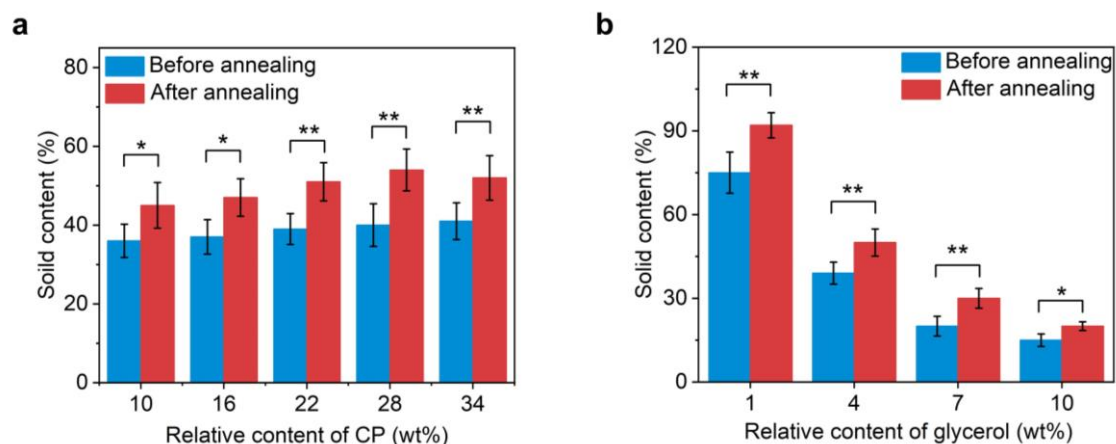 a
80
60
40
20
0
Soild content (%)
Before annealing
After annealing
*
*
**
**
**
10 16 22 28 34
Relative content of CP (wt%)
b
120
90
60
30
0
Solid content (%)
Before annealing
After annealing
**
**
**
*
1 4 7 10
Relative content of glycerol (wt%)